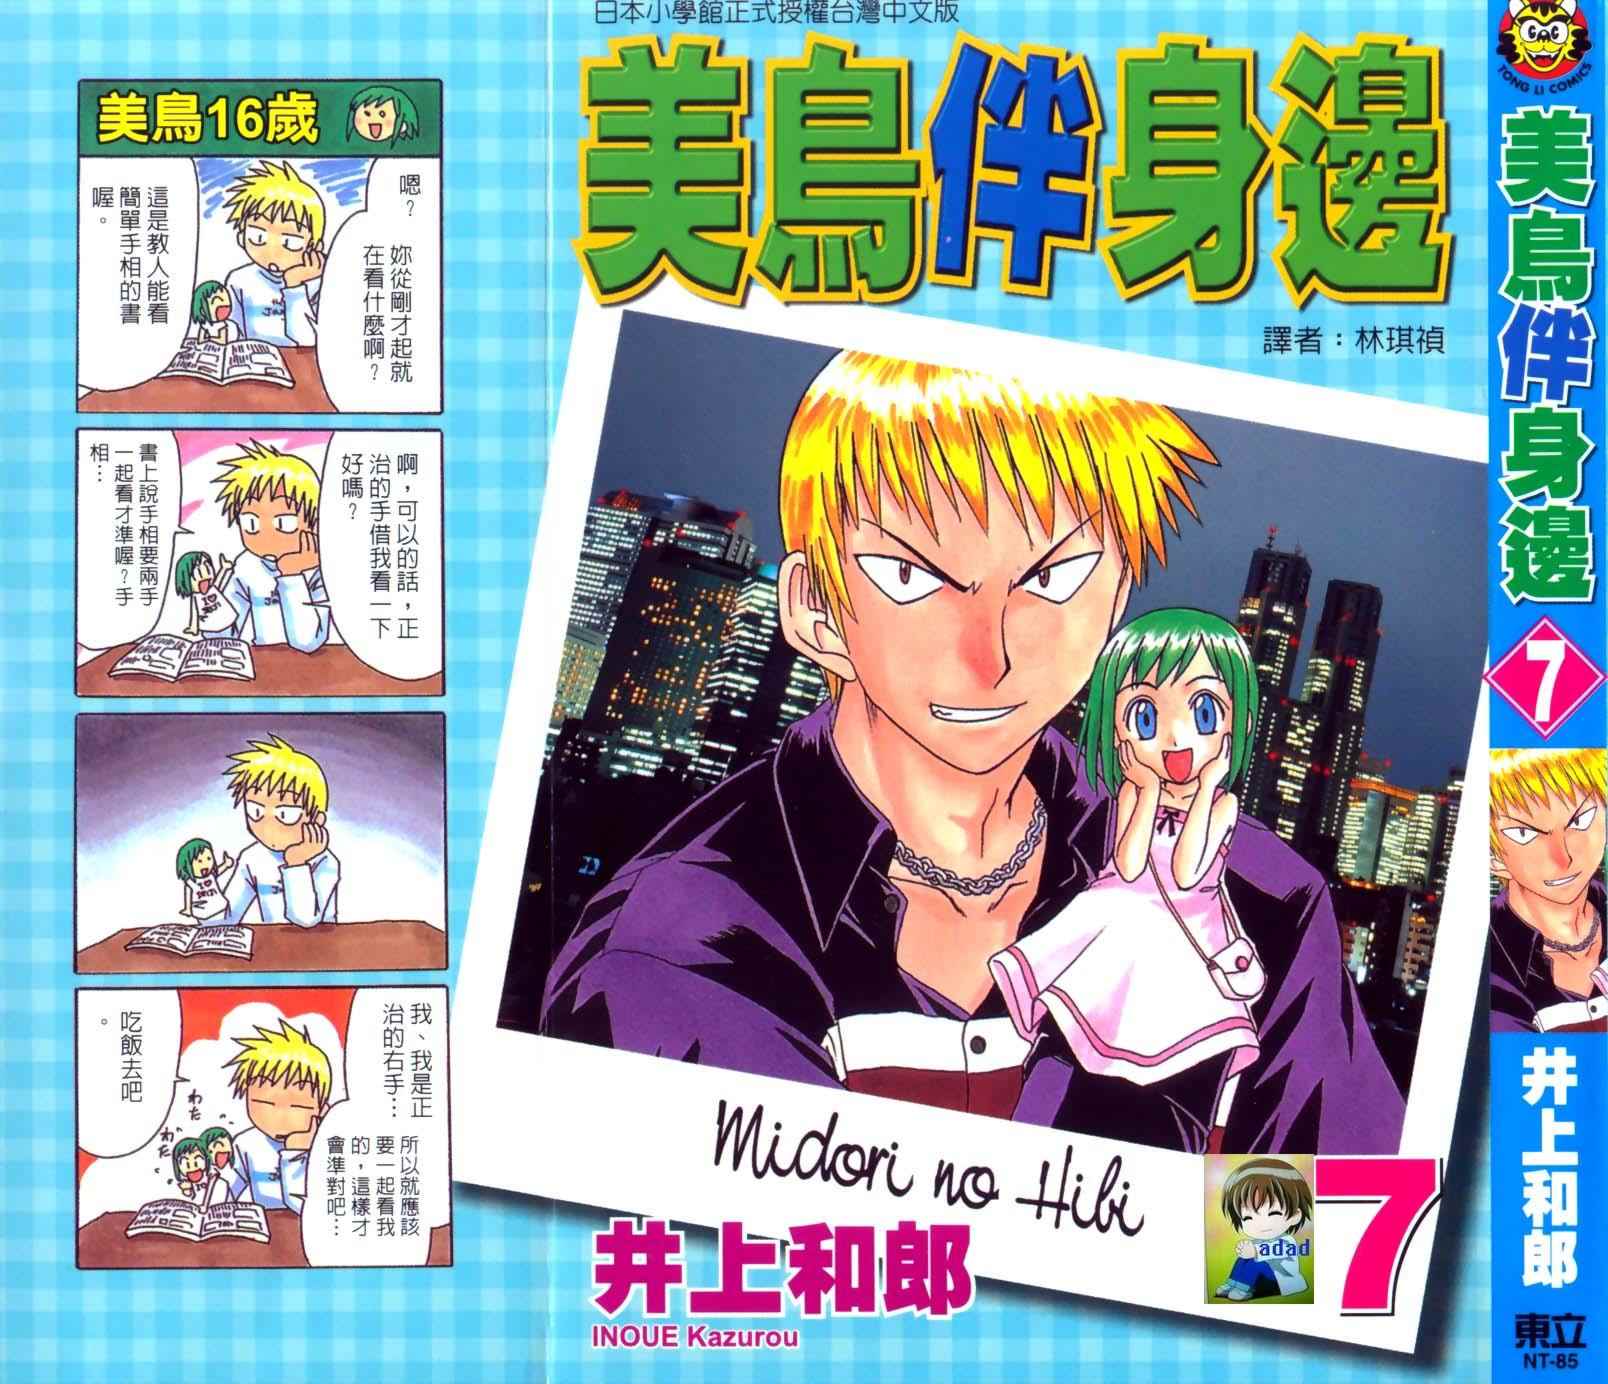 日本小學館正式授權台灣中文版
美鳥伴身邊
譯者：林琪禎
Midori no Hibi
adad
7
井上和郎
INOUE Kazurou
美鳥16歲
嗯？
妳從剛才起就
在看什麼啊？
這是教人能看
簡單手相的書
喔。
啊，可以的話，正
治的手借我看一下
好嗎？
書上說手相要兩手
一起看才準喔？手
相…
我、我是正
治的右手…
所以就應該
要一起看我
的，這樣才
會準對吧…
わた
わた
吃飯去吧
。
TONG LI COMICS
美鳥伴身邊
7
井上和郎
東立
NT-85